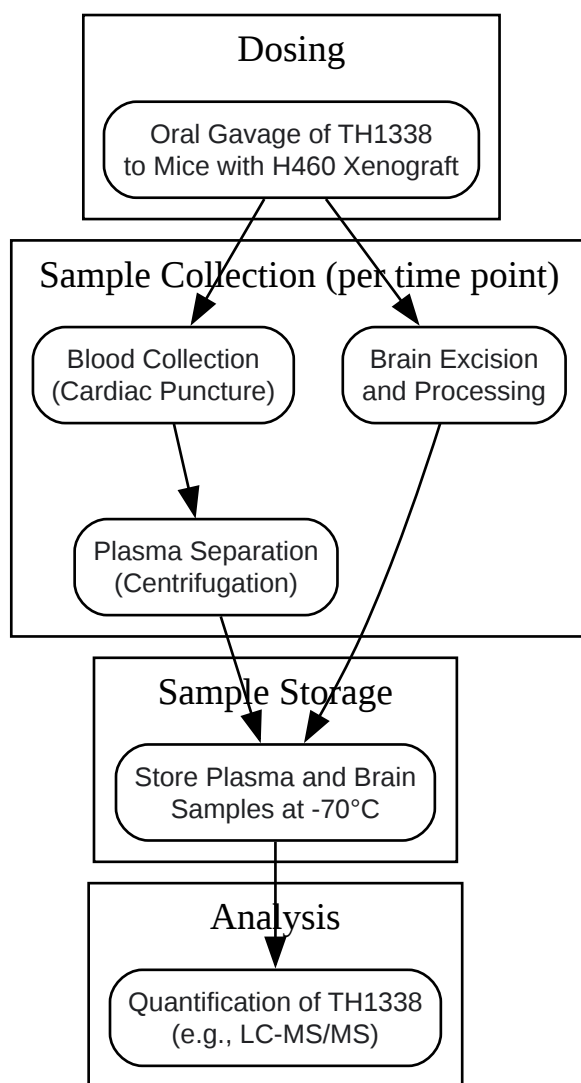 Dosing
Oral Gavage of TH1338
to Mice with H460 Xenograft
Sample Collection (per time point)
Blood Collection
(Cardiac Puncture)
Brain Excision
and Processing
Plasma Separation
(Centrifugation)
Sample Storage
Store Plasma and Brain
Samples at -70°C
Analysis
Quantification of TH1338
(e.g., LC-MS/MS)